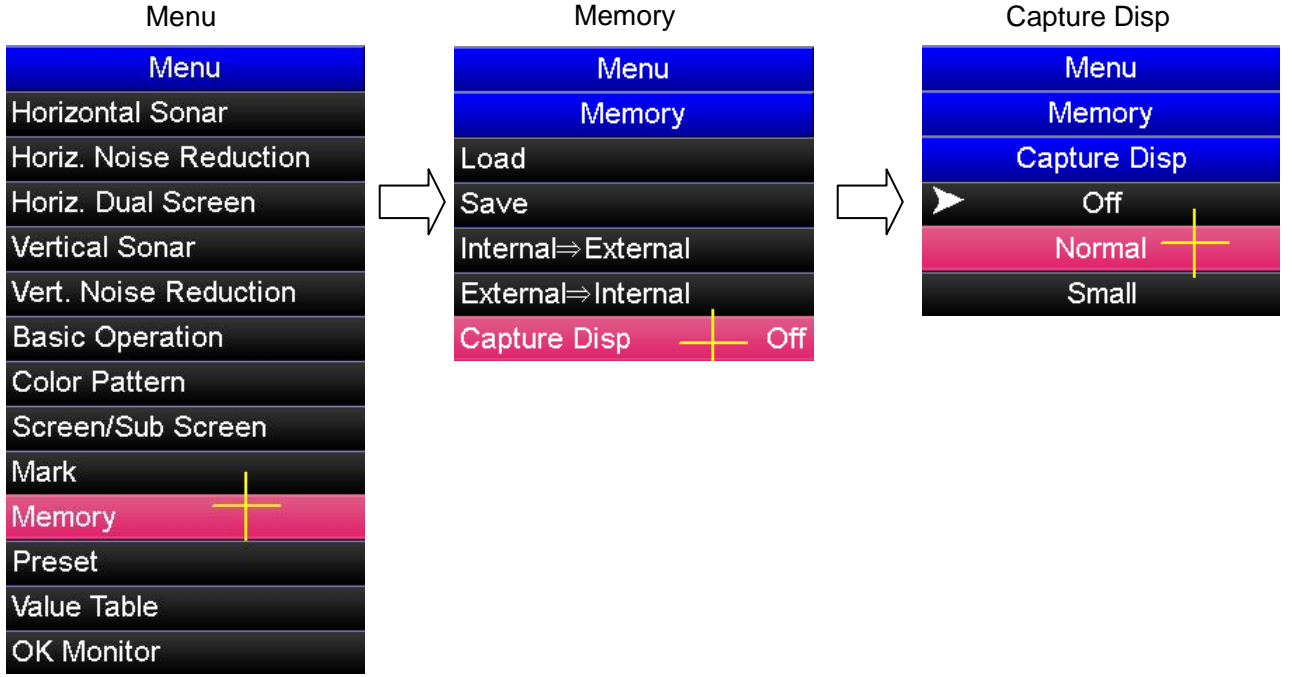 Menu
Menu
Horizontal Sonar
Horiz. Noise Reduction
Horiz. Dual Screen
Vertical Sonar
Vert. Noise Reduction
Basic Operation
Color Pattern
Screen/Sub Screen
Mark
Memory
Preset
Value Table
OK Monitor
Memory
Menu
Memory
Load
Save
Internal⇒External
External⇒Internal
Capture Disp Off
Capture Disp
Menu
Memory
Capture Disp
Off
Normal
Small